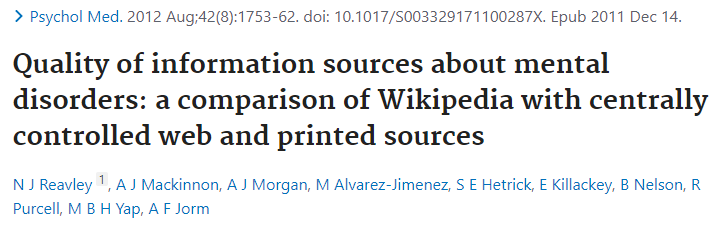 Psychol Med. 2012 Aug;42(8):1753-62. doi: 10.1017/S003329171100287X. Epub 2011 Dec 14.
Quality of information sources about mental
disorders: a comparison of Wikipedia with centrally
controlled web and printed sources
N J Reavley 1, A J Mackinnon, A J Morgan, M Alvarez-Jimenez, S E Hetrick, E Killackey, B Nelson, R
Purcell, M B H Yap, A F Jorm